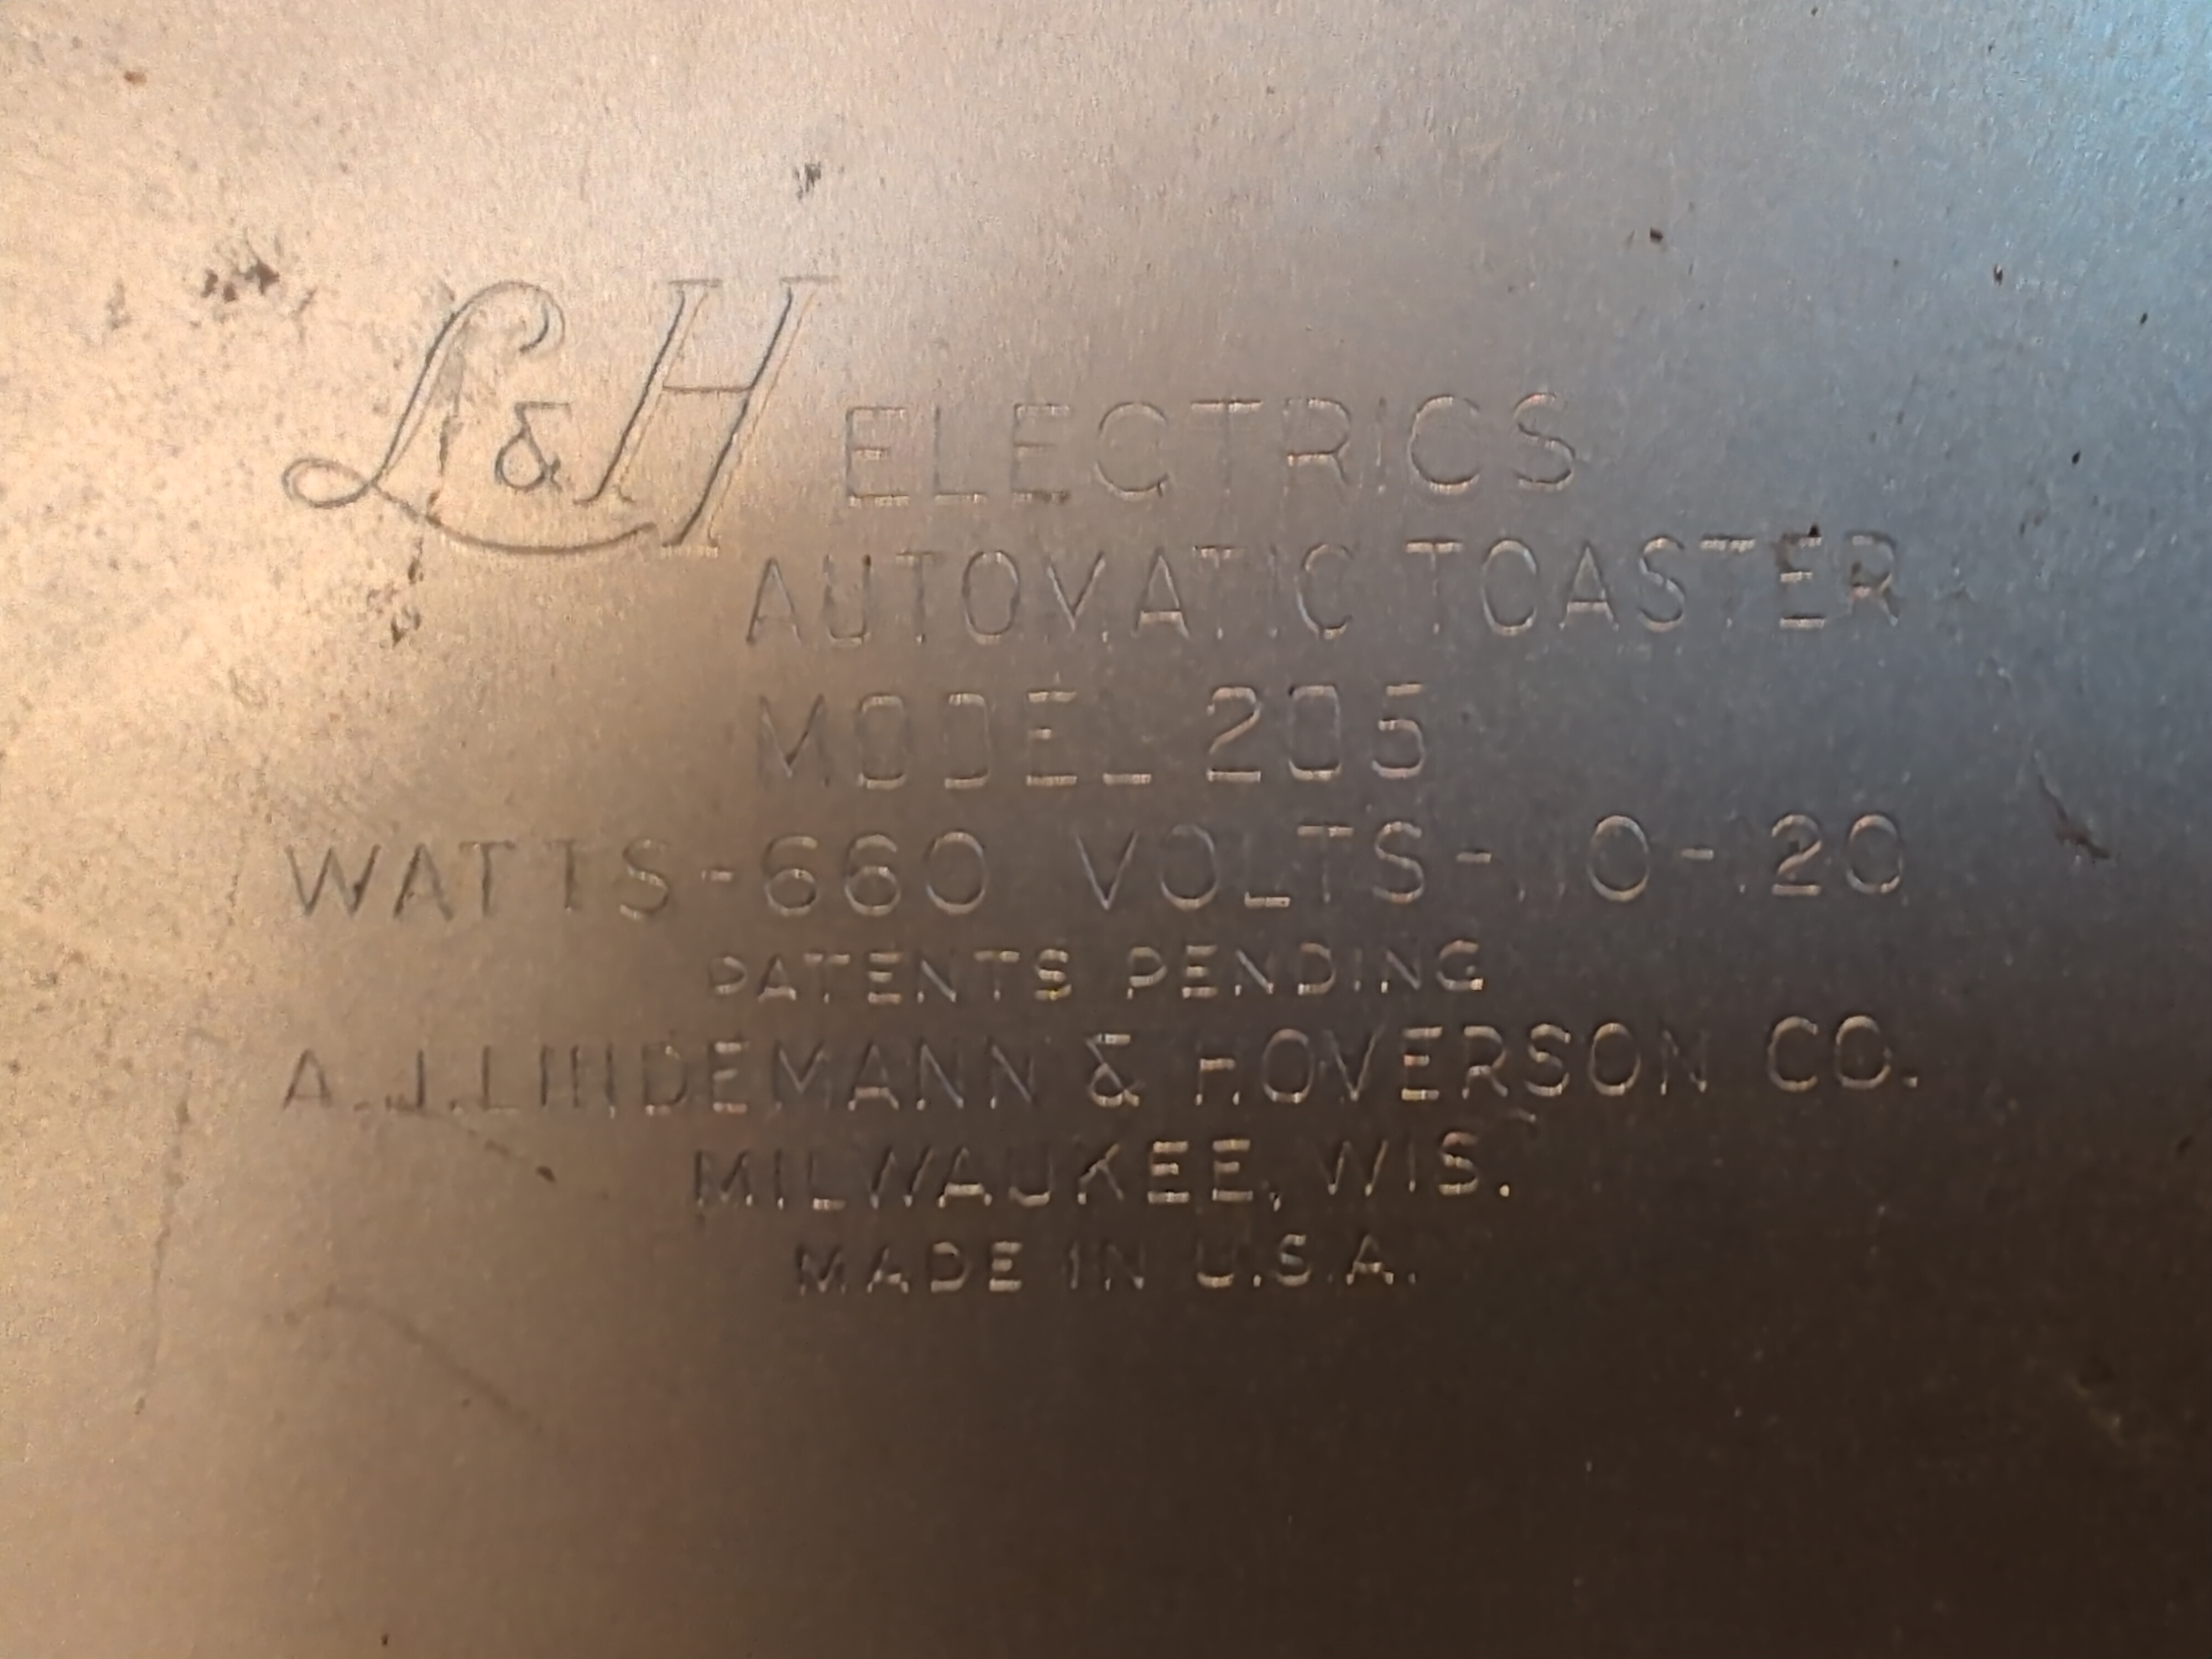 L&H ELECTRICS
AUTOMATIC TOASTER
MODEL 205
WATTS-660 VOLTS-110-120
PATENTS PENDING
A.J.LINDEMANN & HOVERSON CO.
MILWAUKEE, WIS.
MADE IN U.S.A.